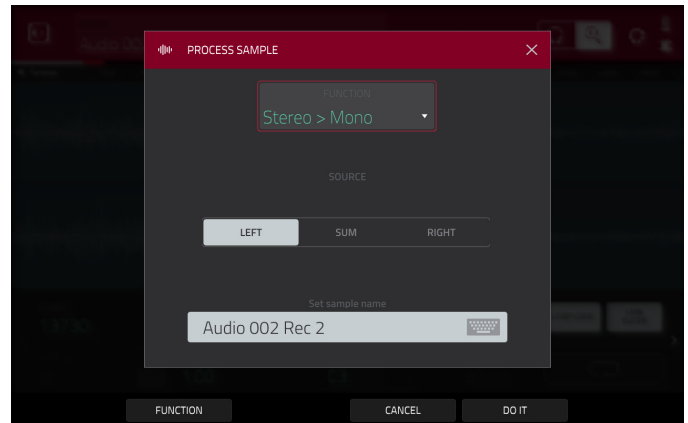 PROCESS SAMPLE
FUNCTION
Stereo > Mono
SOURCE
LEFT SUM RIGHT
Set sample name
Audio 002 Rec 2
FUNCTION CANCEL DO IT